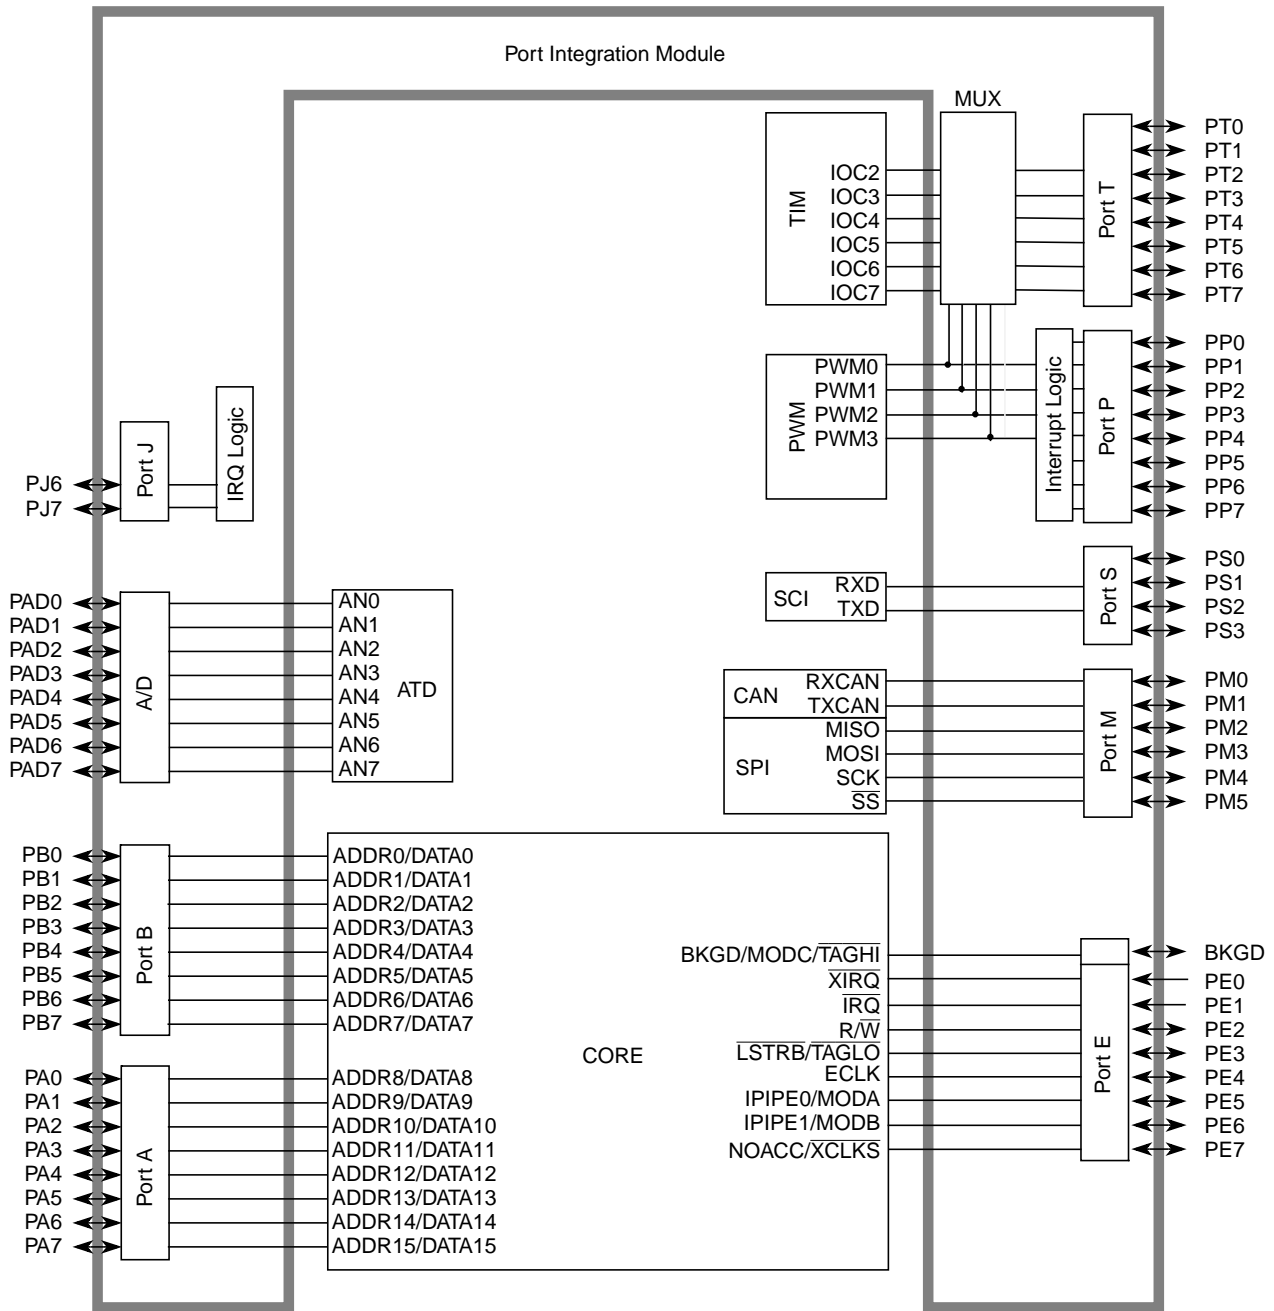 Port Integration Module
MUX
TIM
IOC2
IOC3
IOC4
IOC5
IOC6
IOC7
Port T
PT0
PT1
PT2
PT3
PT4
PT5
PT6
PT7
PWM
PWM0
PWM1
PWM2
PWM3
Interrupt Logic
Port P
PP0
PP1
PP2
PP3
PP4
PP5
PP6
PP7
PJ6
PJ7
Port J
IRQ Logic
SCI
RXD
TXD
Port S
PS0
PS1
PS2
PS3
PAD0
PAD1
PAD2
PAD3
PAD4
PAD5
PAD6
PAD7
A/D
AN0
AN1
AN2
AN3
AN4
AN5
AN6
AN7
ATD
CAN
RXCAN
TXCAN
SPI
MISO
MOSI
SCK
SS
Port M
PM0
PM1
PM2
PM3
PM4
PM5
PB0
PB1
PB2
PB3
PB4
PB5
PB6
PB7
Port B
ADDR0/DATA0
ADDR1/DATA1
ADDR2/DATA2
ADDR3/DATA3
ADDR4/DATA4
ADDR5/DATA5
ADDR6/DATA6
ADDR7/DATA7
PA0
PA1
PA2
PA3
PA4
PA5
PA6
PA7
Port A
ADDR8/DATA8
ADDR9/DATA9
ADDR10/DATA10
ADDR11/DATA11
ADDR12/DATA12
ADDR13/DATA13
ADDR14/DATA14
ADDR15/DATA15
CORE
BKGD/MODC/TAGHI
XIRQ
IRQ
R/W
LSTRB/TAGLO
ECLK
IPIPE0/MODA
IPIPE1/MODB
NOACC/XCLKS
Port E
BKGD
PE0
PE1
PE2
PE3
PE4
PE5
PE6
PE7